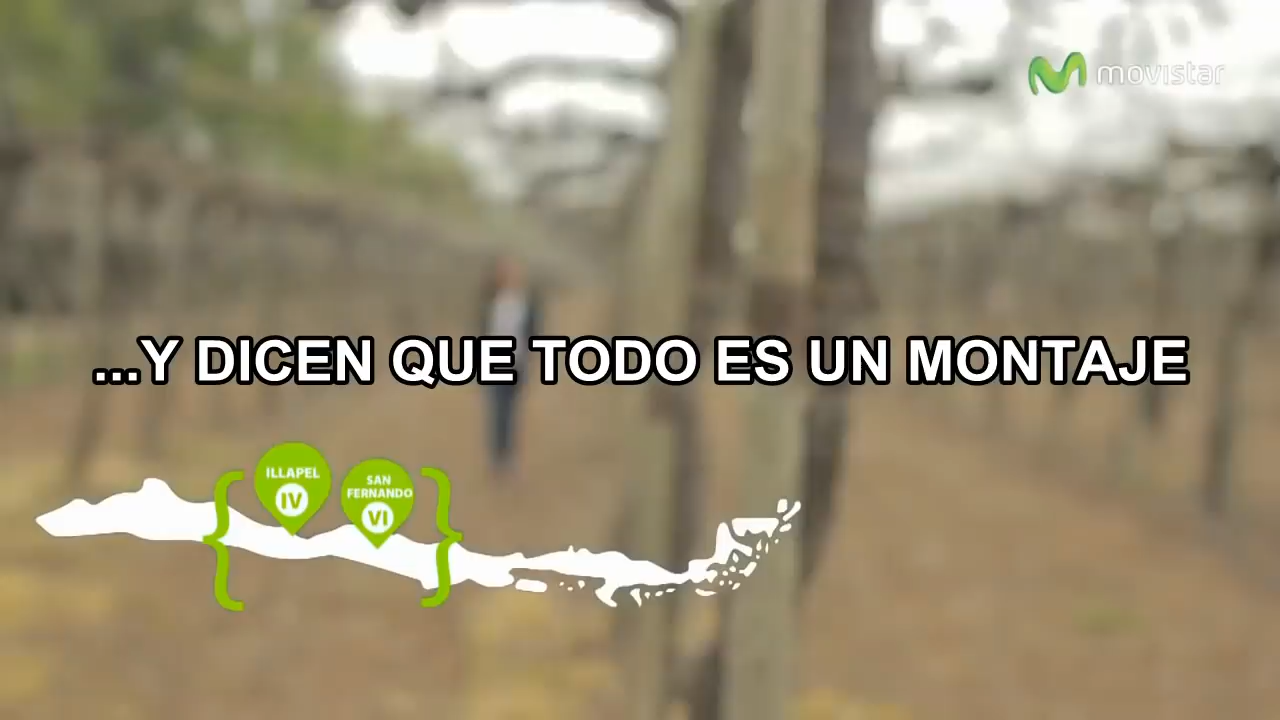 movistar
...Y DICEN QUE TODO ES UN MONTAJE
ILLAPEL
IV
SAN
FERNANDO
VI